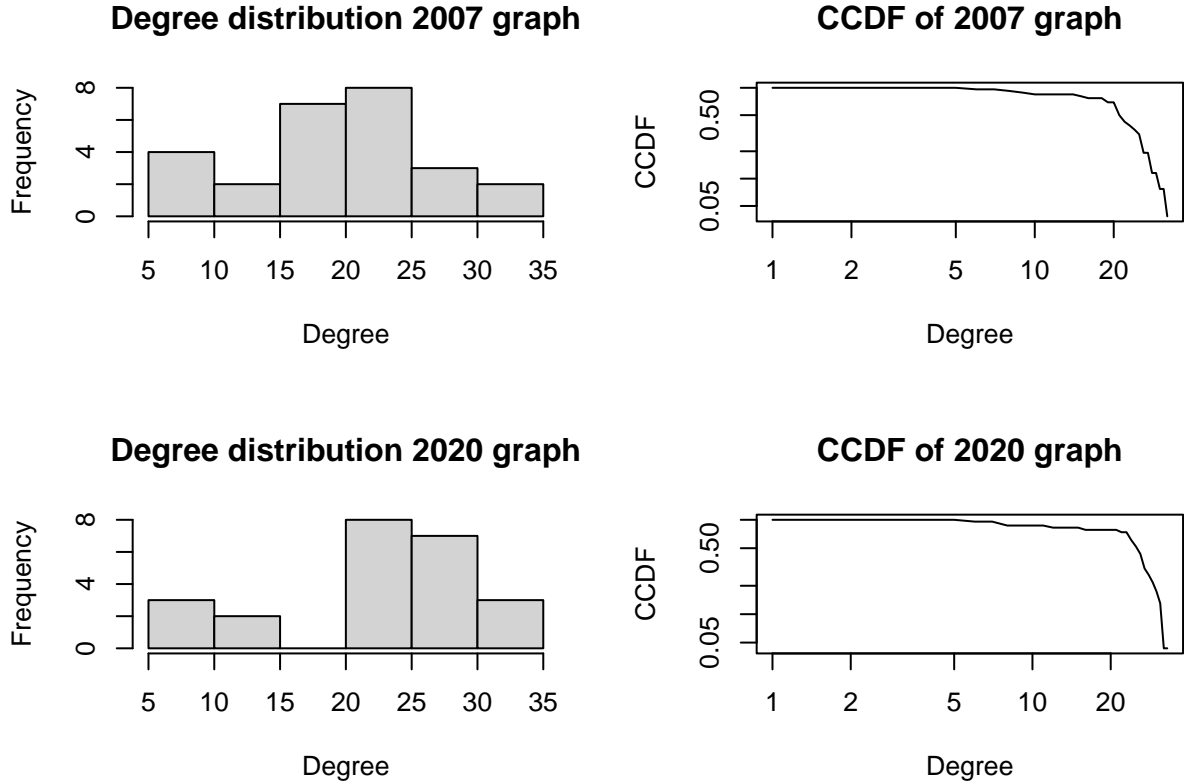 Degree distribution 2007 graph
Frequency
8
4
0
5 10 15 20 25 30 35
Degree
CCDF of 2007 graph
CCDF
0.50
0.05
1 2 5 10 20
Degree
Degree distribution 2020 graph
Frequency
8
4
0
5 10 15 20 25 30 35
Degree
CCDF of 2020 graph
CCDF
0.50
0.05
1 2 5 10 20
Degree